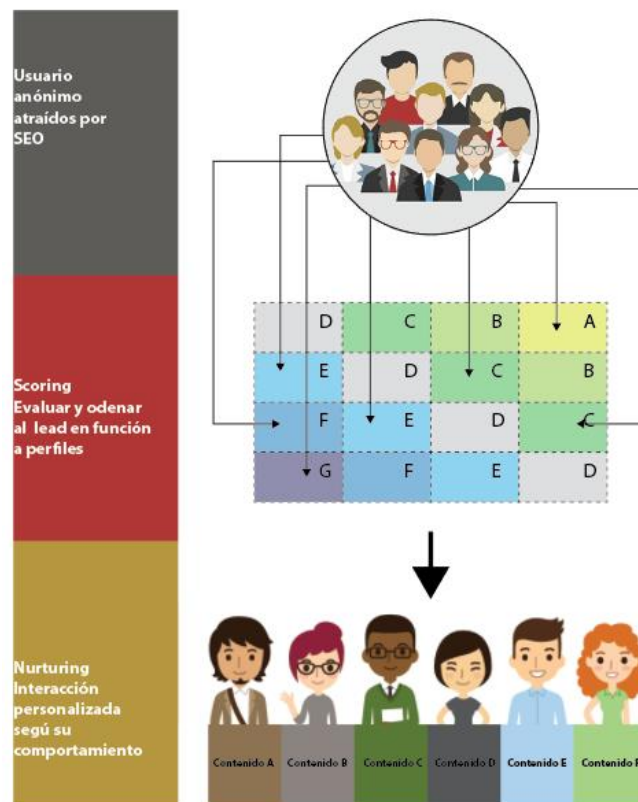 Usuario
anónimo
atraídos por
SEO
D C B A
E D C B
F E D C
G F E D
Scoring
Evaluar y odenar
al lead en función
a perfiles
Nurturing
Interacción
personalizada
segú su
comportamiento
Contenido A Contenido B Contenido C Contenido D Contenido E Contenido F